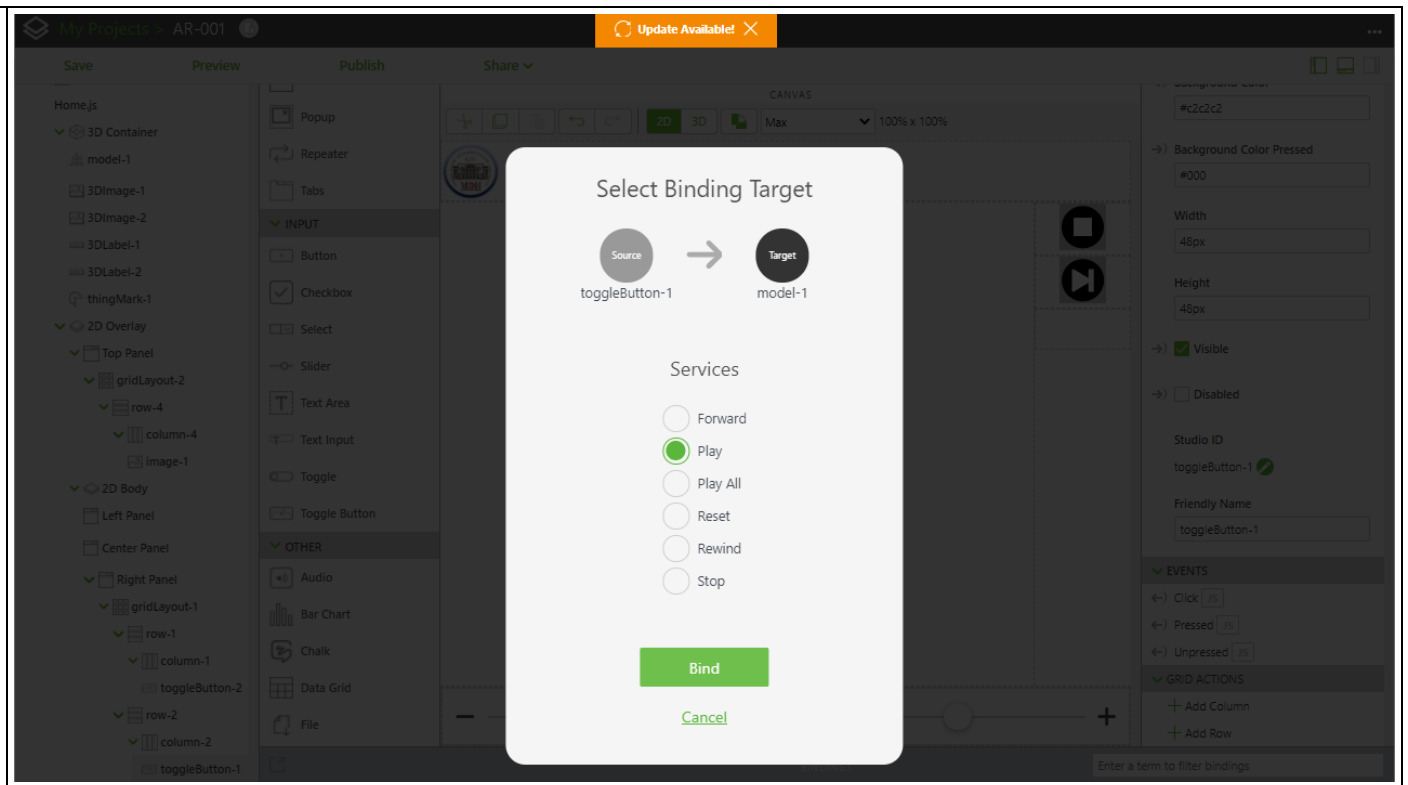 My Projects > AR-001
Update Available!
Save
Preview
Publish
Share
Home.js
3D Container
model-1
3DImage-1
3DImage-2
3DLabel-1
3DLabel-2
thingMark-1
2D Overlay
Top Panel
gridLayout-2
row-4
column-4
image-1
2D Body
Left Panel
Center Panel
Right Panel
gridLayout-1
row-1
column-1
toggleButton-2
row-2
column-2
toggleButton-1
Popup
Repeater
Tabs
INPUT
Button
Checkbox
Select
Slider
Text Area
Text Input
Toggle
Toggle Button
OTHER
Audio
Bar Chart
Chalk
Data Grid
File
CANVAS
2D
3D
Max
100% x 100%
Select Binding Target
Source
Target
toggleButton-1
model-1
Services
Forward
Play
Play All
Reset
Rewind
Stop
Bind
Cancel
Background Color
#c2c2c2
Background Color Pressed
#000
Width
48px
Height
48px
Visible
Disabled
Studio ID
toggleButton-1
Friendly Name
toggleButton-1
EVENTS
Click JS
Pressed JS
Unpressed JS
GRID ACTIONS
Add Column
Add Row
Enter a term to filter bindings